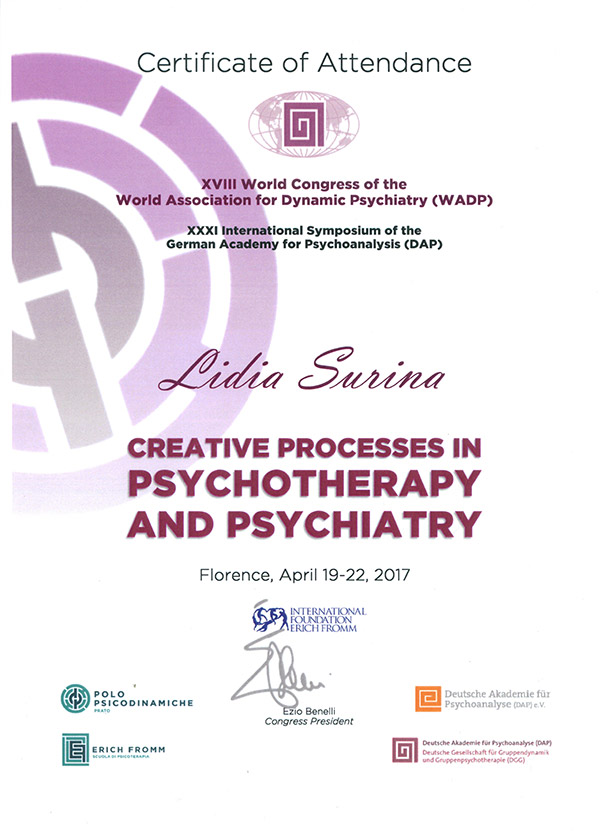 Certificate of Attendance
XVIII World Congress of the
World Association for Dynamic Psychiatry (WADP)
XXXI International Symposium of the
German Academy for Psychoanalysis (DAP)
Lidia Surina
CREATIVE PROCESSES IN
PSYCHOTHERAPY
AND PSYCHIATRY
Florence, April 19-22, 2017
INTERNATIONAL
FOUNDATION
ERICH FROMM
Ezio Benelli
Congress President
POLO
PSICODINAMICHE
PRATO
ERICH FROMM
SCUOLA DI PSICOTERAPIA
Deutsche Akademie für
Psychoanalyse (DAP) e.V.
Deutsche Akademie für Psychoanalyse (DAP)
Deutsche Gesellschaft für Gruppendynamik
und Gruppenpsychotherapie (DGG)